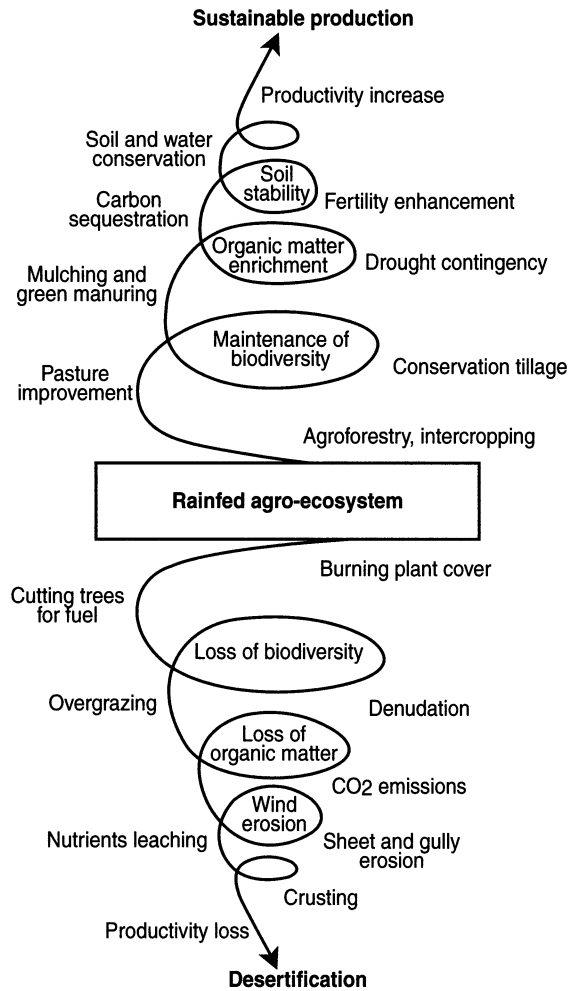 Sustainable production
Productivity increase
Soil and water
conservation
Soil
stability
Carbon
sequestration
Fertility enhancement
Organic matter
enrichment
Drought contingency
Mulching and
green manuring
Maintenance of
biodiversity
Conservation tillage
Pasture
improvement
Agroforestry, intercropping
Rainfed agro-ecosystem
Burning plant cover
Cutting trees
for fuel
Loss of biodiversity
Overgrazing
Denudation
Loss of
organic matter
CO2 emissions
Wind
erosion
Nutrients leaching
Sheet and gully
erosion
Crusting
Productivity loss
Desertification